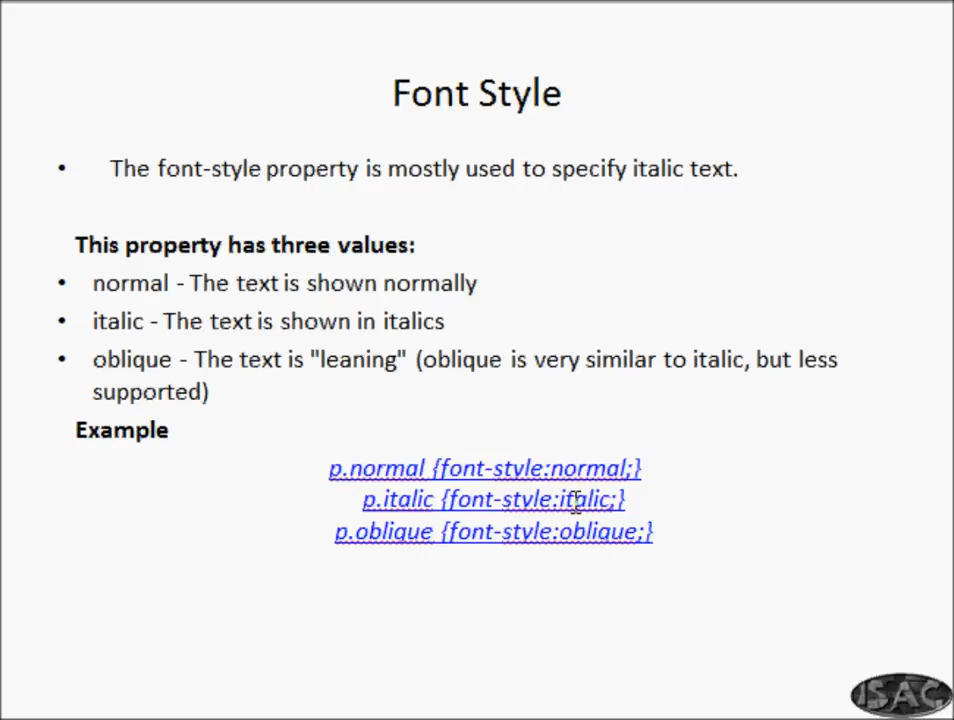 Font Style
• The font-style property is mostly used to specify italic text.
This property has three values:
• normal - The text is shown normally
• italic - The text is shown in italics
• oblique - The text is "leaning" (oblique is very similar to italic, but less
supported)
Example
p.normal {font-style:normal;}
p.italic {font-style:italic;}
p.oblique {font-style:oblique;}
ISAC